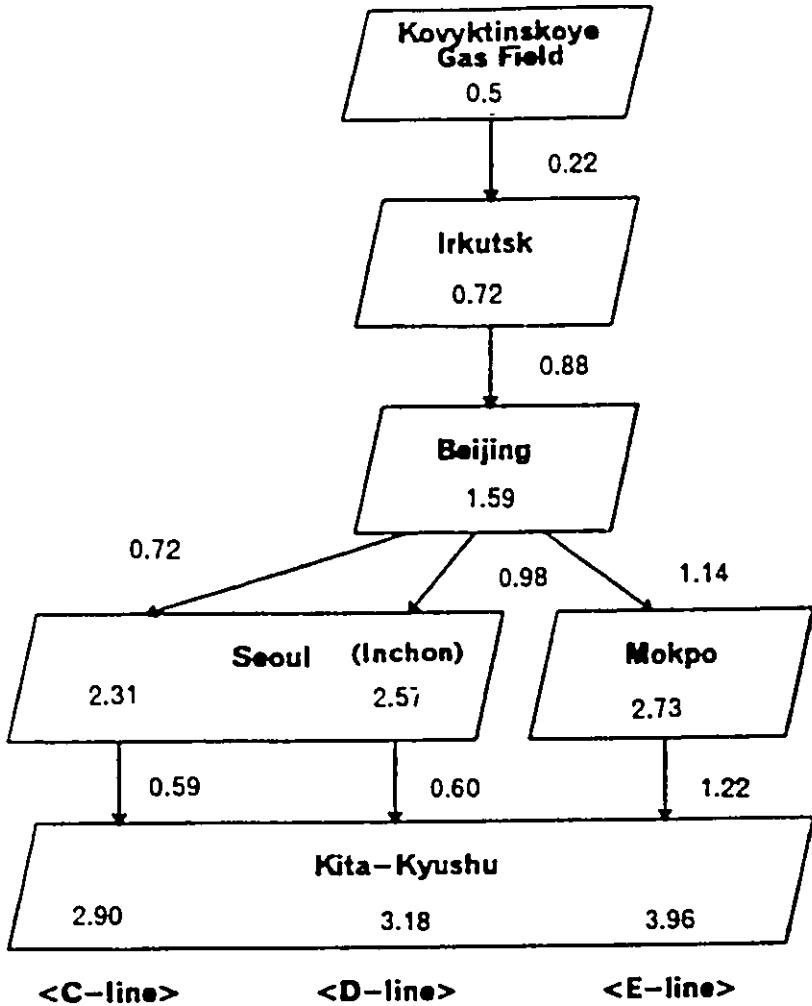 Kovyktinskoye
Gas Field
0.5
0.22
Irkutsk
0.72
0.88
Beijing
1.59
0.72
0.98
1.14
Seoul (Inchon)
2.31
2.57
Mokpo
2.73
0.59
0.60
1.22
Kita-Kyushu
2.90
3.18
3.96
<C-line>
<D-line>
<E-line>